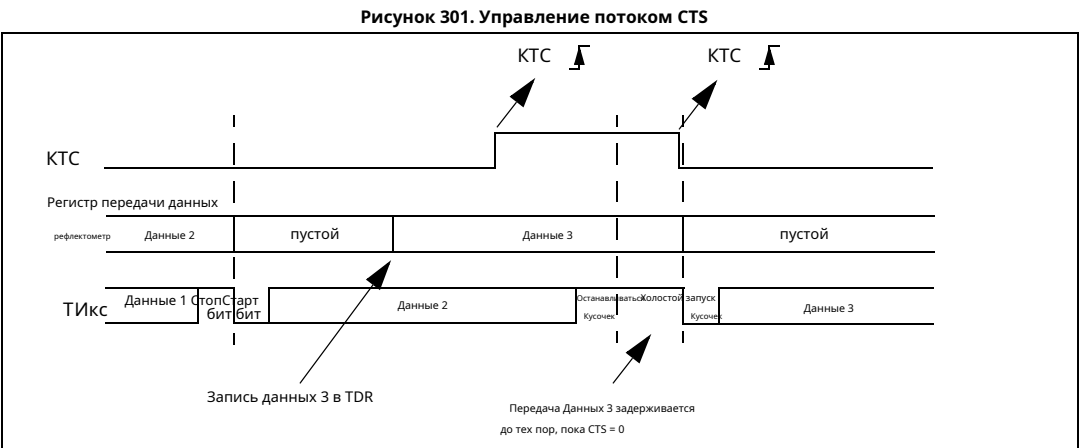 Рисунок 301. Управление потоком CTS
КТС
КТС
КТС
Регистр передачи данных
рефлектометр
Данные 2
пустой
Данные 3
пустой
ТИкс
Данные 1
СтопСтарт
бит бит
Данные 2
Останавливаться
Кусочек
Холостой запуск
Кусочек
Данные 3
Запись данных 3 в TDR
Передача Данных 3 задерживается
до тех пор, пока CTS = 0